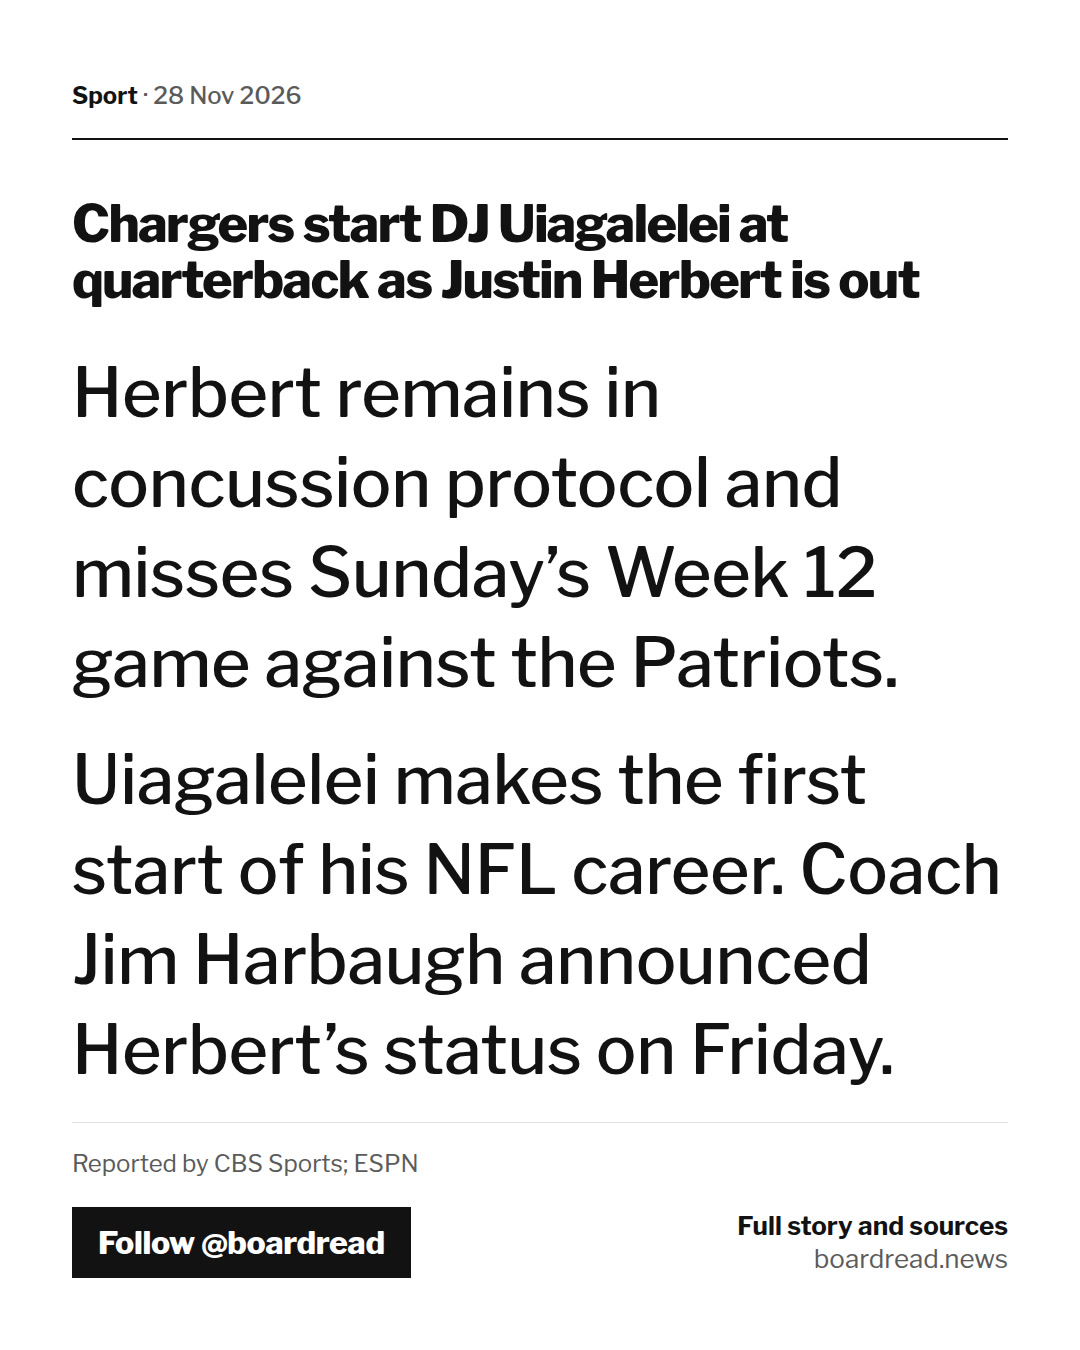 Sport · 28 Nov 2026
Chargers start DJ Uiagalelei at
quarterback as Justin Herbert is out
Herbert remains in
concussion protocol and
misses Sunday’s Week 12
game against the Patriots.
Uiagalelei makes the first
start of his NFL career. Coach
Jim Harbaugh announced
Herbert’s status on Friday.
Reported by CBS Sports; ESPN
Follow @boardread
Full story and sources
boardread.news